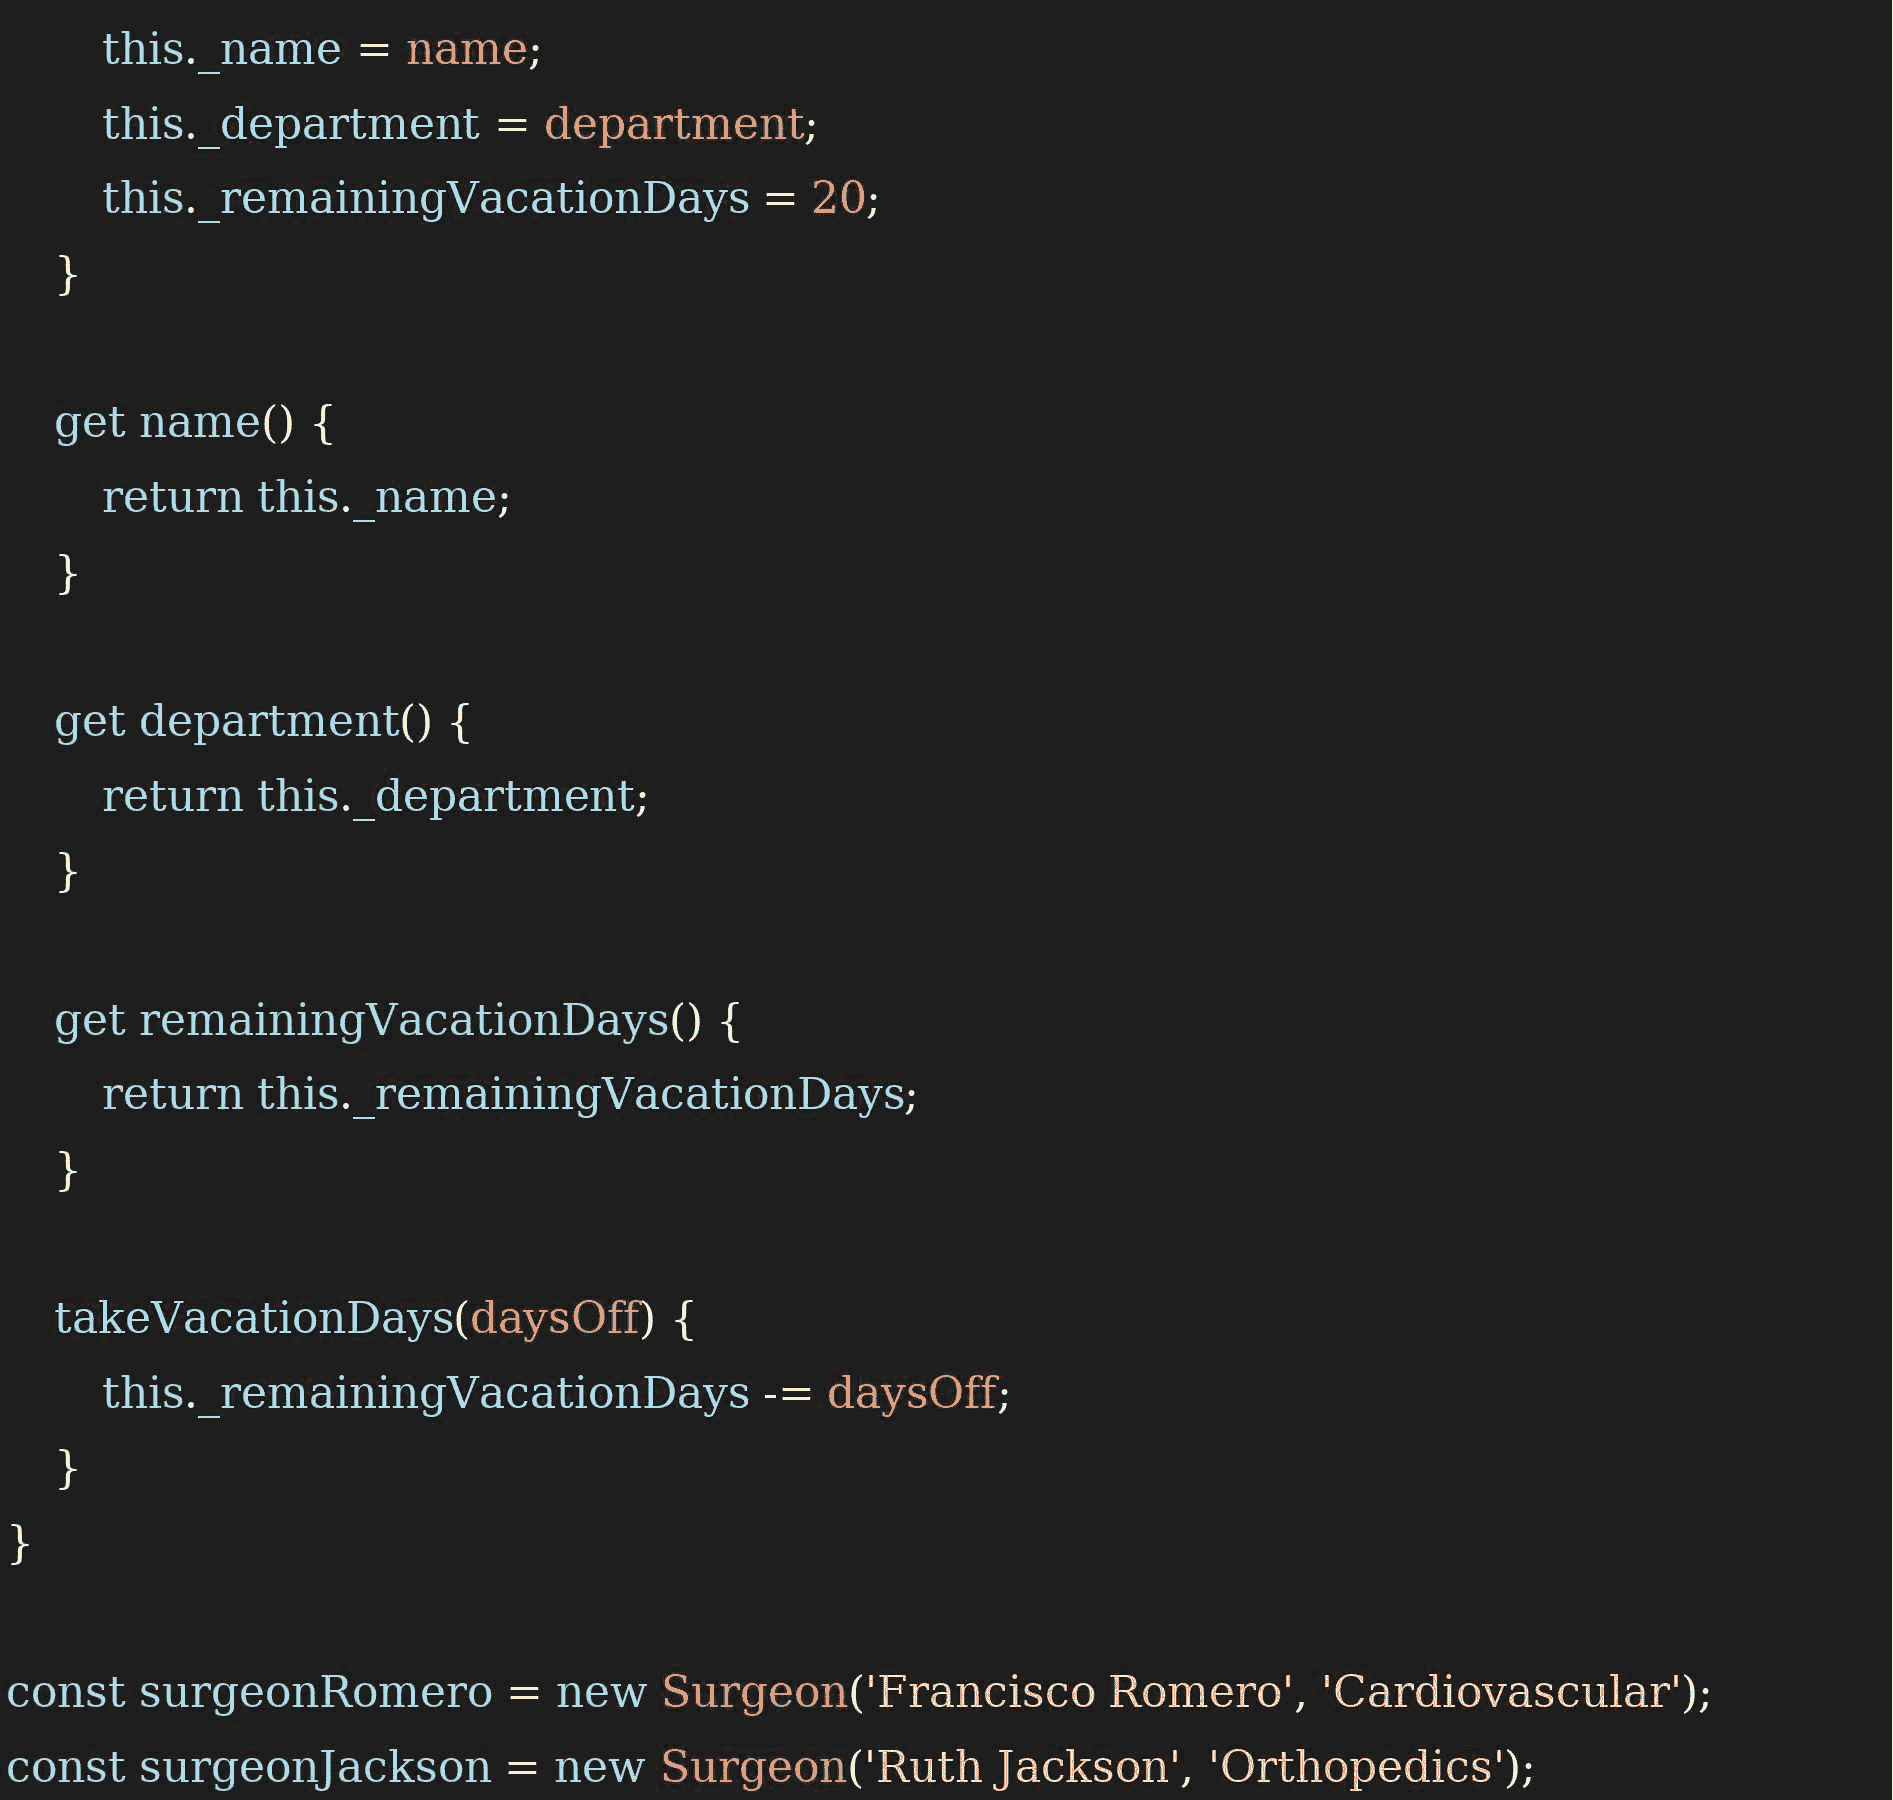 this._name = name;
this._department = department;
this._remainingVacationDays = 20;
}
get name() {
return this._name;
}
get department() {
return this._department;
}
get remainingVacationDays() {
return this._remainingVacationDays;
}
takeVacationDays(daysOff) {
this._remainingVacationDays -= daysOff;
}
}
const surgeonRomero = new Surgeon('Francisco Romero', 'Cardiovascular');
const surgeonJackson = new Surgeon('Ruth Jackson', 'Orthopedics');